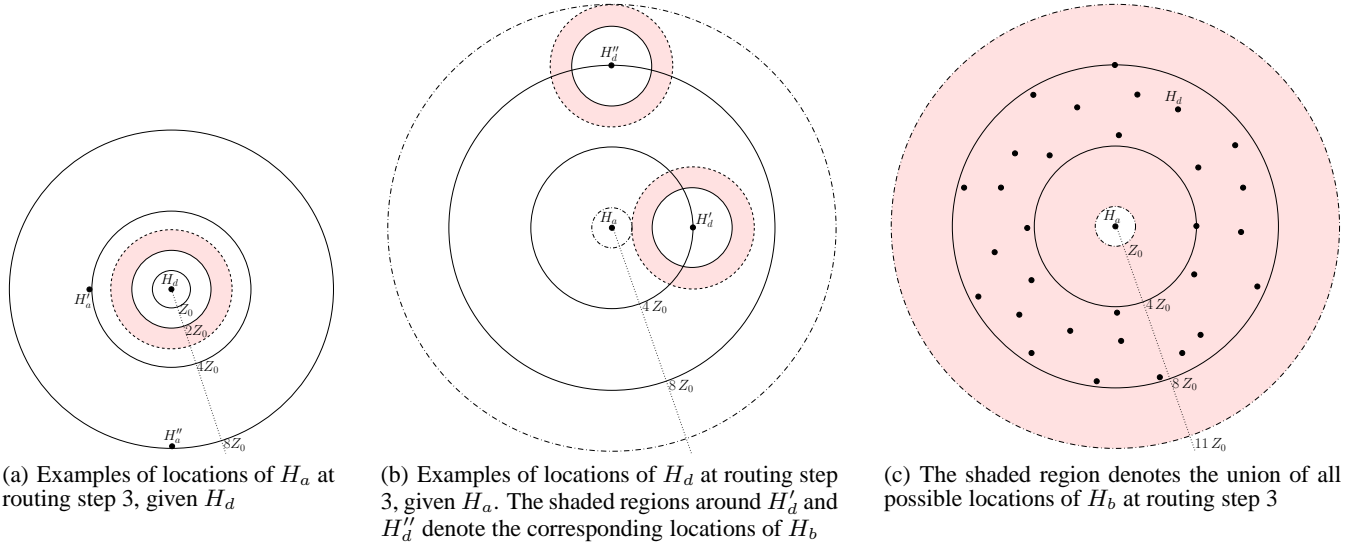 H_d
Z_0
2Z_0
4Z_0
8Z_0
H'_a
H''_a
(a) Examples of locations of H_a at
routing step 3, given H_d
H''_d
H_a
H'_d
4 Z_0
8 Z_0
(b) Examples of locations of H_d at routing step
3, given H_a. The shaded regions around H'_d and
H''_d denote the corresponding locations of H_b
H_d
H_a
Z_0
4 Z_0
8 Z_0
11 Z_0
(c) The shaded region denotes the union of all
possible locations of H_b at routing step 3